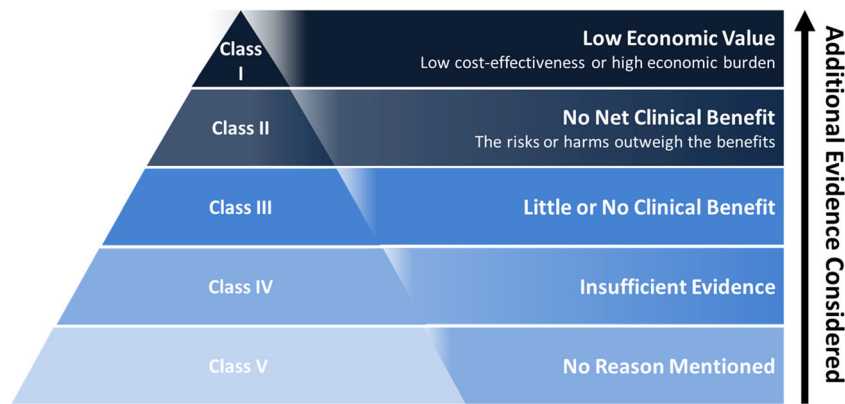 Class
I
Low Economic Value
Low cost-effectiveness or high economic burden
Class II
No Net Clinical Benefit
The risks or harms outweigh the benefits
Class III
Little or No Clinical Benefit
Class IV
Insufficient Evidence
Class V
No Reason Mentioned
Additional Evidence Considered